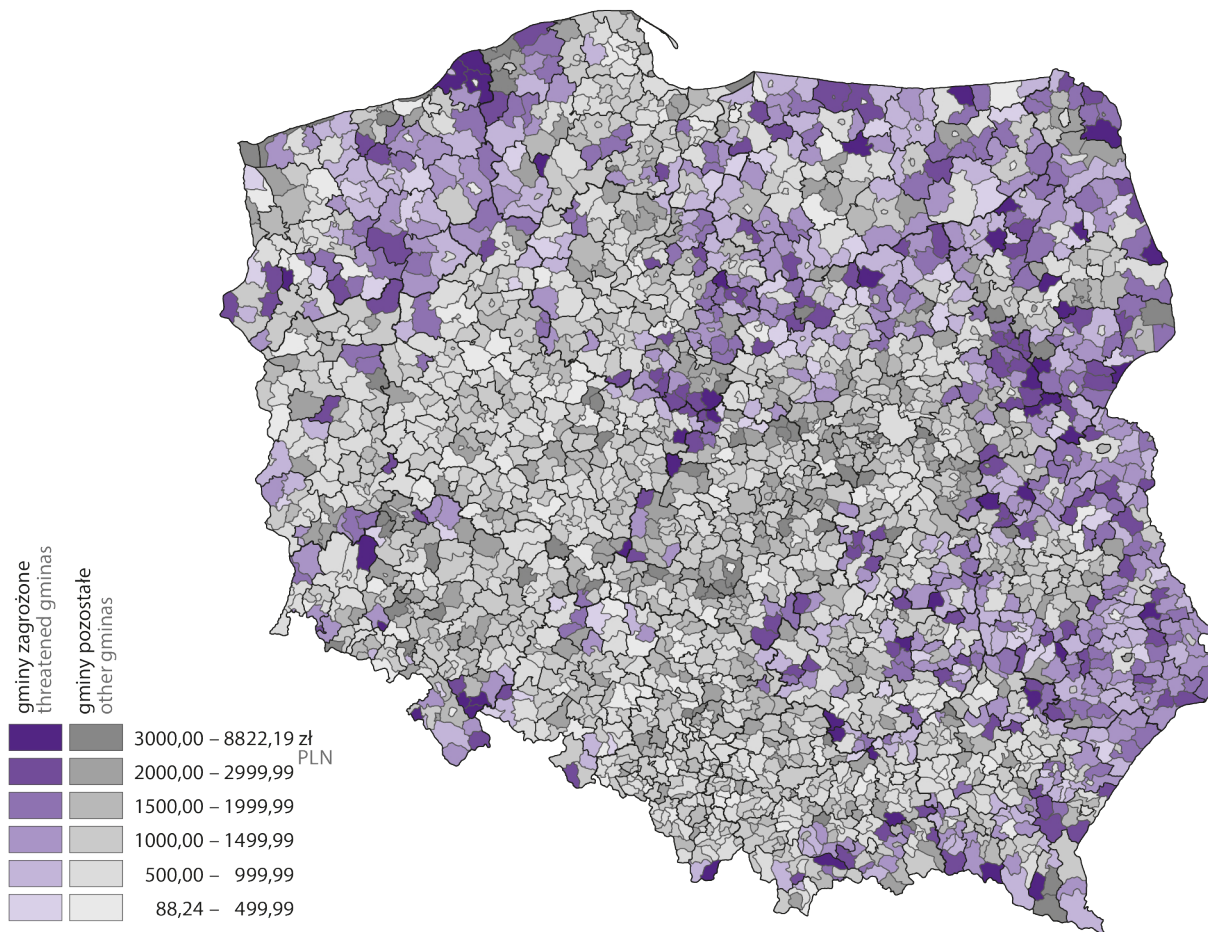 gminy zagrożone
threatened gminas
gminy pozostałe
other gminas
3000,00 – 8822,19 zł
PLN
2000,00 – 2999,99
1500,00 – 1999,99
1000,00 – 1499,99
500,00 – 999,99
88,24 – 499,99